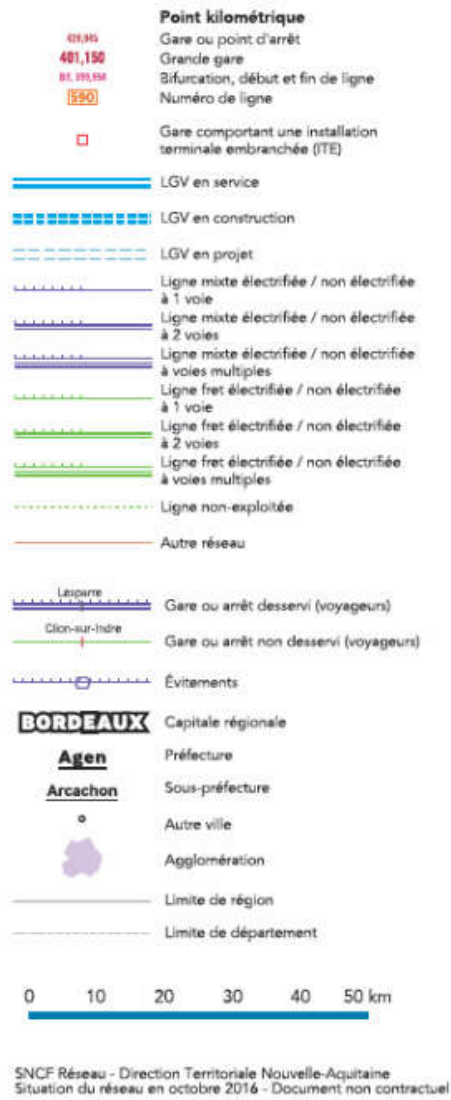 Point kilométrique
Gare ou point d'arrêt
401,150
Grande gare
Bifurcation, début et fin de ligne
590
Numéro de ligne
Gare comportant une installation
terminale embranchée (ITE)
LGV en service
LGV en construction
LGV en projet
Ligne mixte électrifiée / non électrifiée
à 1 voie
Ligne mixte électrifiée / non électrifiée
à 2 voies
Ligne mixte électrifiée / non électrifiée
à voies multiples
Ligne fret électrifiée / non électrifiée
à 1 voie
Ligne fret électrifiée / non électrifiée
à 2 voies
Ligne fret électrifiée / non électrifiée
à voies multiples
Ligne non-exploitée
Autre réseau
Lesparre
Gare ou arrêt desservi (voyageurs)
Clion-sur-Indre
Gare ou arrêt non desservi (voyageurs)
Évitements
BORDEAUX
Capitale régionale
Agen
Préfecture
Arcachon
Sous-préfecture
Autre ville
Agglomération
Limite de région
Limite de département
0 10 20 30 40 50 km
SNCF Réseau - Direction Territoriale Nouvelle-Aquitaine
Situation du réseau en octobre 2016 - Document non contractuel